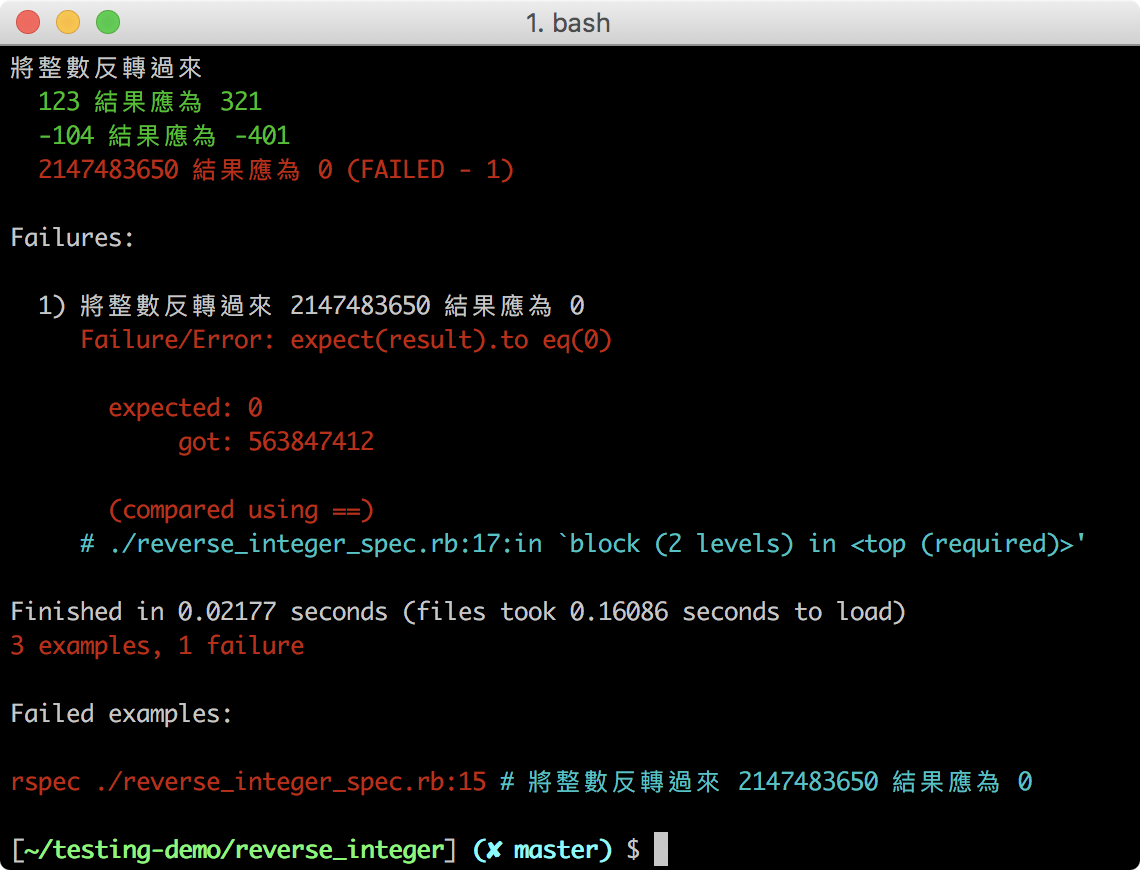 1. bash
將整數反轉過來
  123 結果應為 321
  -104 結果應為 -401
  2147483650 結果應為 0 (FAILED - 1)
Failures:
  1) 將整數反轉過來 2147483650 結果應為 0
     Failure/Error: expect(result).to eq(0)
       expected: 0
            got: 563847412
       (compared using ==)
     # ./reverse_integer_spec.rb:17:in `block (2 levels) in <top (required)>'
Finished in 0.02177 seconds (files took 0.16086 seconds to load)
3 examples, 1 failure
Failed examples:
rspec ./reverse_integer_spec.rb:15 # 將整數反轉過來 2147483650 結果應為 0
[~/testing-demo/reverse_integer] (✘ master) $